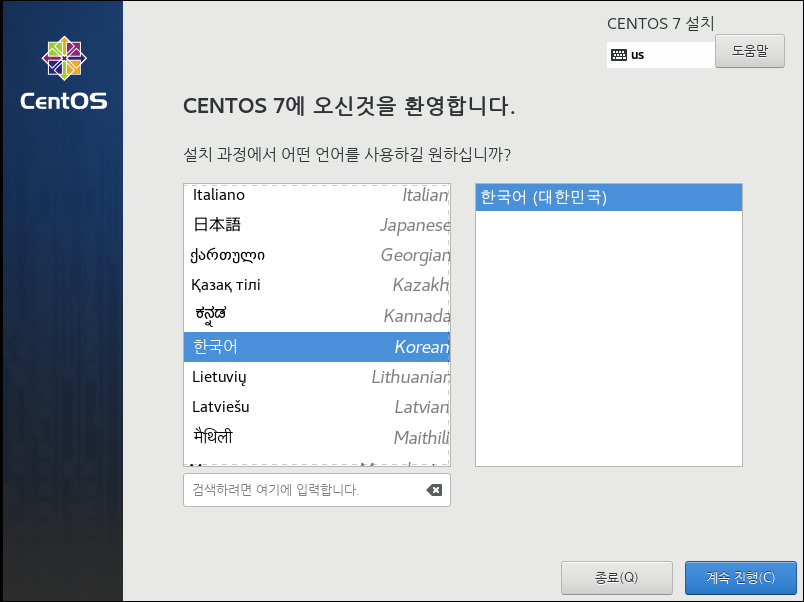 CentOS
CENTOS 7 설치
us
도움말
CENTOS 7에 오신것을 환영합니다.
설치 과정에서 어떤 언어를 사용하길 원하십니까?
Italiano Italian
日本語 Japanese
ქართული Georgian
Қазақ тілі Kazakh
ಕನ್ನಡ Kannada
한국어 Korean
Lietuvių Lithuanian
Latviešu Latvian
मैथिली Maithili
한국어 (대한민국)
검색하려면 여기에 입력합니다.
종료(Q)
계속 진행(C)